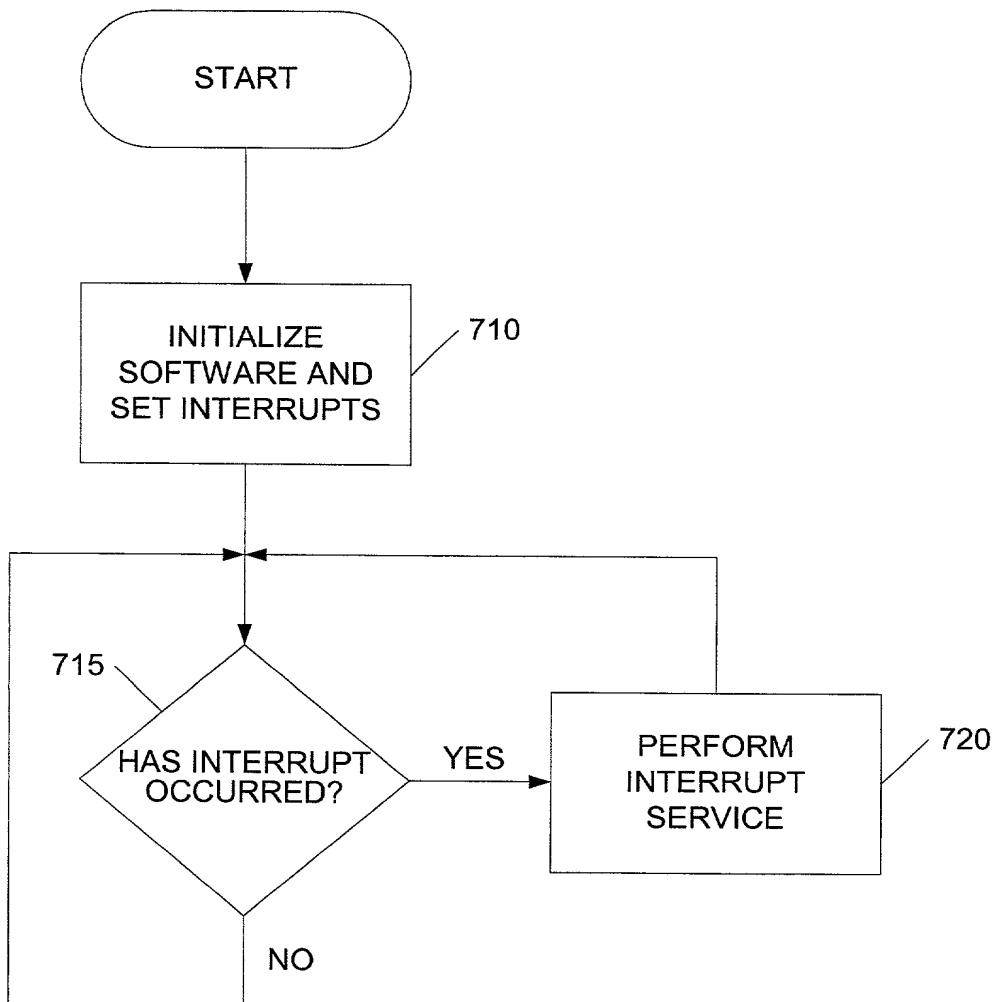 START
INITIALIZE
SOFTWARE AND
SET INTERRUPTS
710
715
HAS INTERRUPT
OCCURRED?
YES
PERFORM
INTERRUPT
SERVICE
720
NO